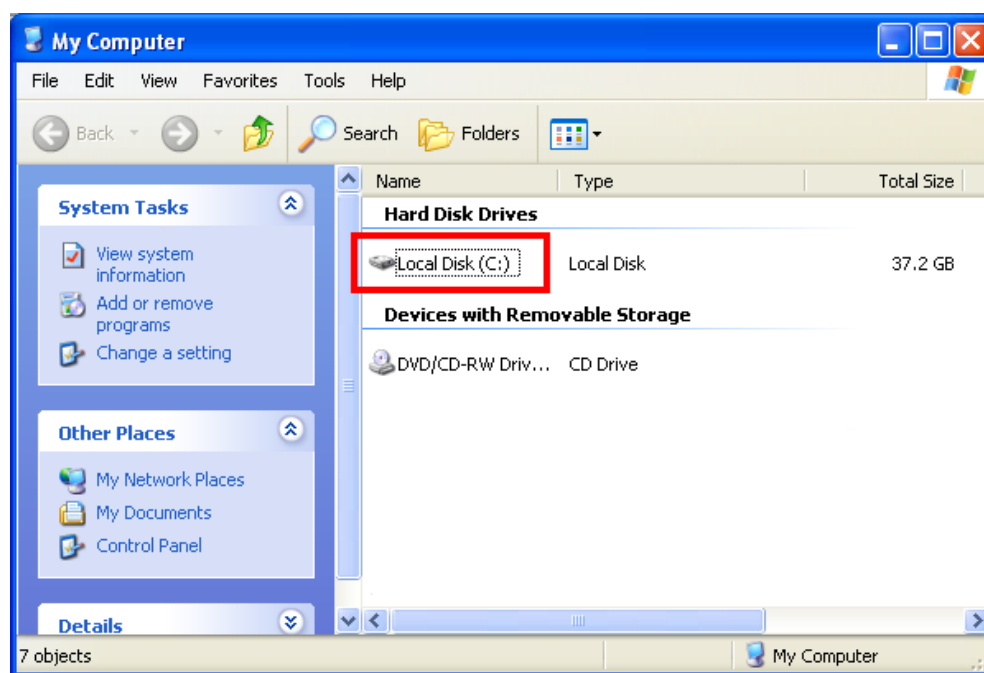 My Computer
File Edit View Favorites Tools Help
Back Search Folders
Name Type Total Size
System Tasks
View system
information
Add or remove
programs
Change a setting
Other Places
My Network Places
My Documents
Control Panel
Details
Hard Disk Drives
Local Disk (C:) Local Disk 37.2 GB
Devices with Removable Storage
DVD/CD-RW Driv... CD Drive
7 objects My Computer